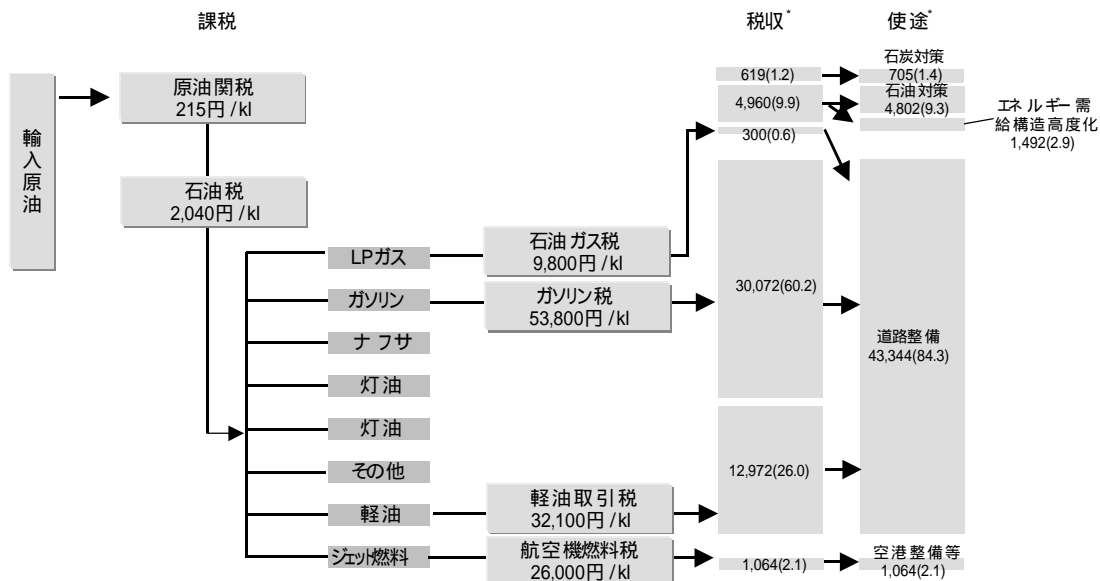 課税
税収*
使途*
輸入原油
原油関税
215円/kl
石油税
2,040円/kl
LPガス
ガソリン
ナフサ
灯油
灯油
その他
軽油
ジェット燃料
石油ガス税
9,800円/kl
ガソリン税
53,800円/kl
軽油取引税
32,100円/kl
航空機燃料税
26,000円/kl
619(1.2)
4,960(9.9)
300(0.6)
30,072(60.2)
12,972(26.0)
1,064(2.1)
石炭対策
705(1.4)
石油対策
4,802(9.3)
エネルギー需
給構造高度化
1,492(2.9)
道路整備
43,344(84.3)
空港整備等
1,064(2.1)